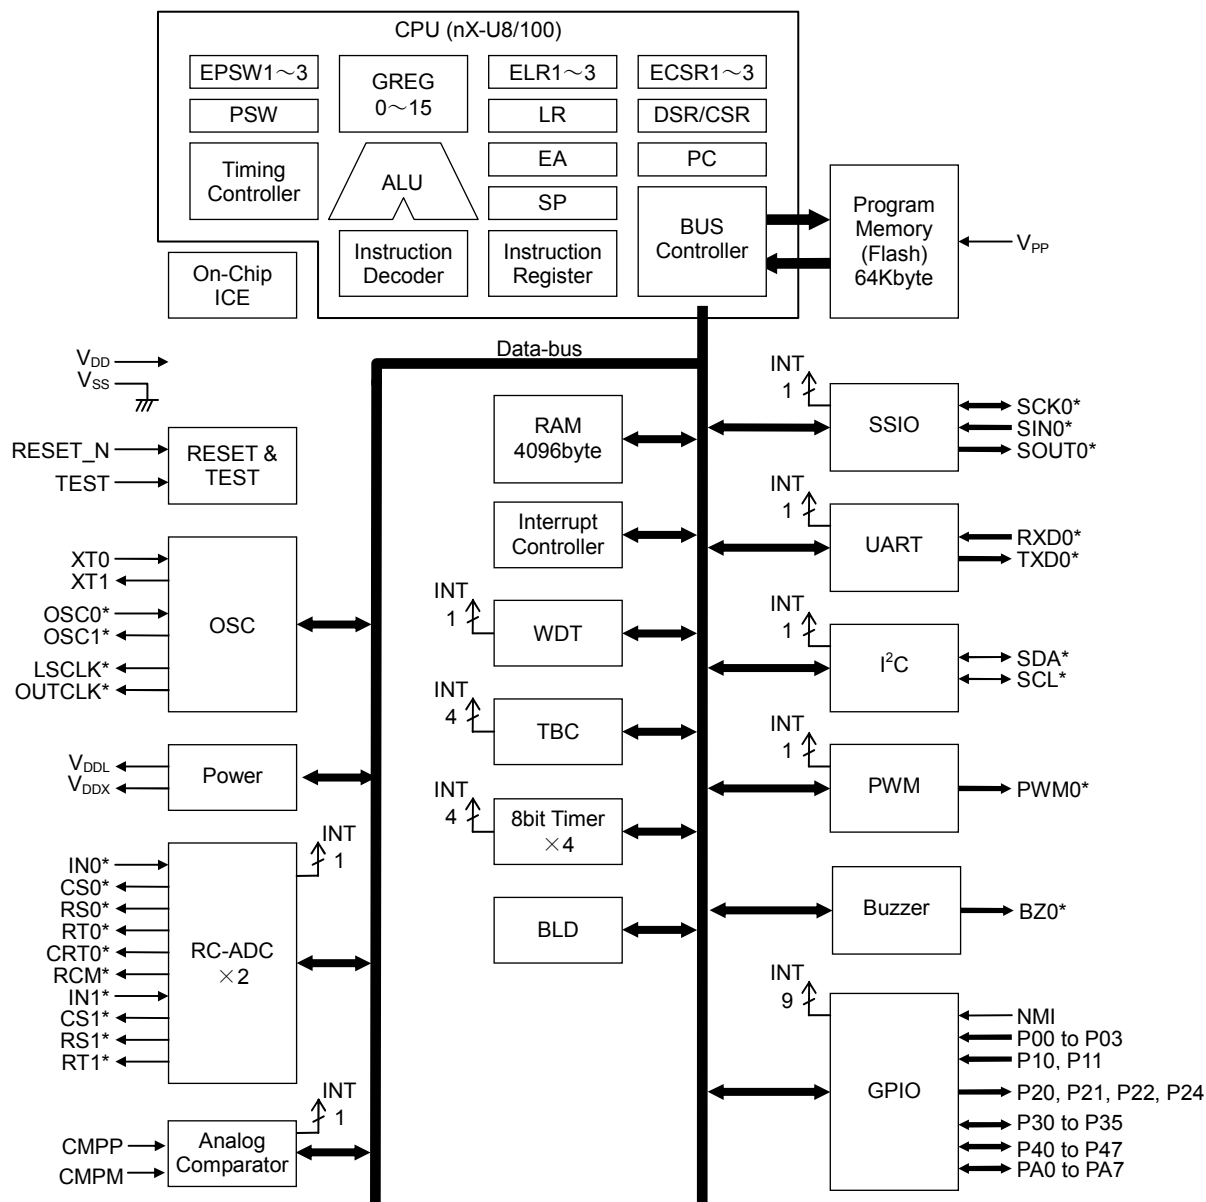 CPU (nX-U8/100)
EPSW1～3
GREG
0～15
ELR1～3
ECSR1～3
PSW
LR
DSR/CSR
Timing
Controller
ALU
EA
PC
SP
BUS
Controller
Program
Memory
(Flash)
64Kbyte
VPP
On-Chip
ICE
Instruction
Decoder
Instruction
Register
Data-bus
VDD
VSS
RESET_N
TEST
RESET &
TEST
XT0
XT1
OSC0*
OSC1*
LSCLK*
OUTCLK*
OSC
VDDL
VDDX
Power
IN0*
CS0*
RS0*
RT0*
CRT0*
RCM*
IN1*
CS1*
RS1*
RT1*
RC-ADC
×2
INT
1
CMPP
CMPM
Analog
Comparator
INT
1
RAM
4096byte
Interrupt
Controller
INT
1
WDT
INT
4
TBC
INT
4
8bit Timer
×4
BLD
INT
1
SSIO
SCK0*
SIN0*
SOUT0*
INT
1
UART
RXD0*
TXD0*
INT
1
I²C
SDA*
SCL*
INT
1
PWM
PWM0*
Buzzer
BZ0*
INT
9
GPIO
NMI
P00 to P03
P10, P11
P20, P21, P22, P24
P30 to P35
P40 to P47
PA0 to PA7